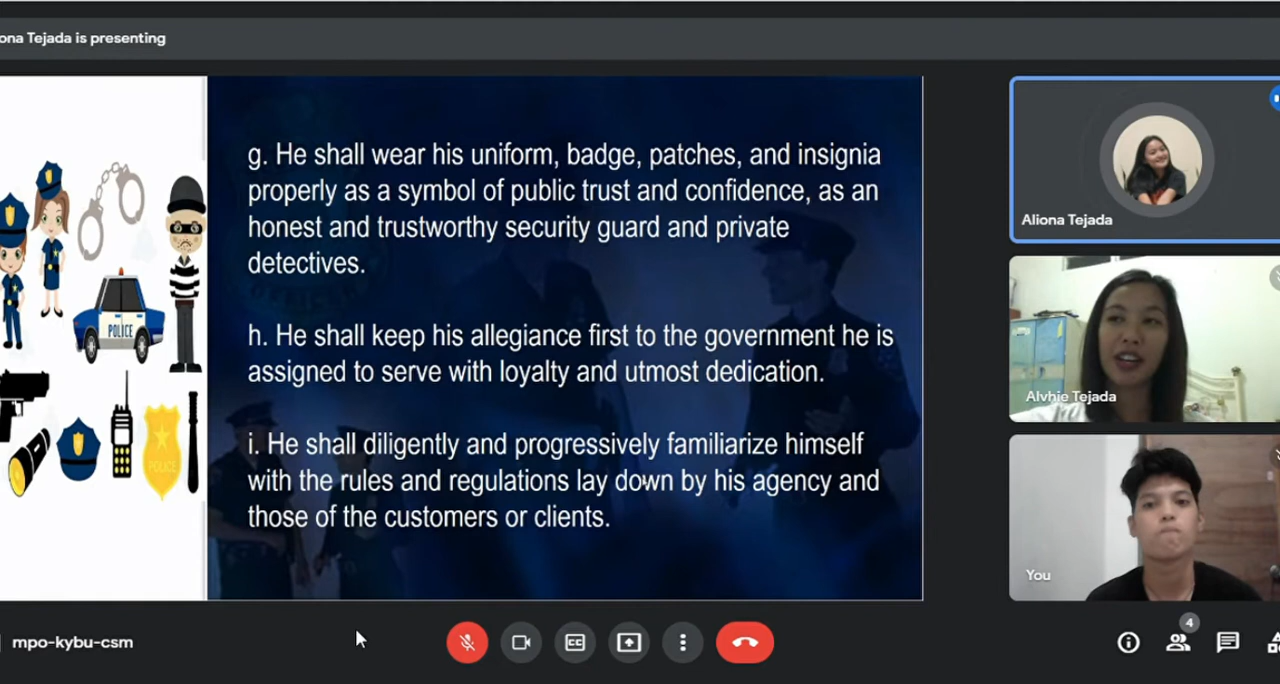 ona Tejada is presenting
g. He shall wear his uniform, badge, patches, and insignia
properly as a symbol of public trust and confidence, as an
honest and trustworthy security guard and private
detectives.
h. He shall keep his allegiance first to the government he is
assigned to serve with loyalty and utmost dedication.
i. He shall diligently and progressively familiarize himself
with the rules and regulations lay down by his agency and
those of the customers or clients.
POLICE
POLICE
Aliona Tejada
Alvhie Tejada
You
mpo-kybu-csm
CC
4